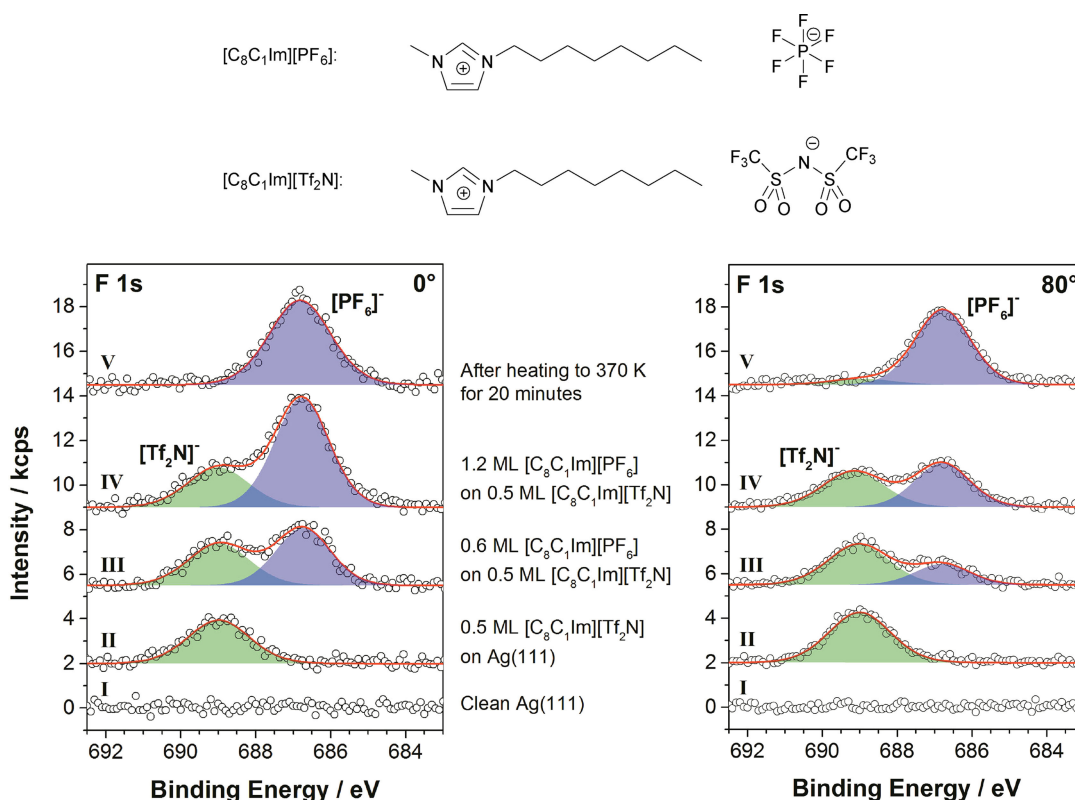 [C₈C₁Im][PF₆]:
N
N
⊕
F
F
F
P
⊖
F
F
F
[C₈C₁Im][Tf₂N]:
N
N
⊕
⊖
F₃C
N
CF₃
S
S
O
O
O
O
F 1s
0°
[PF₆]⁻
V
[Tf₂N]⁻
IV
III
II
I
18
16
14
12
10
8
6
4
2
0
692
690
688
686
684
Intensity / kcps
Binding Energy / eV
After heating to 370 K
for 20 minutes
1.2 ML [C₈C₁Im][PF₆]
on 0.5 ML [C₈C₁Im][Tf₂N]
0.6 ML [C₈C₁Im][PF₆]
on 0.5 ML [C₈C₁Im][Tf₂N]
0.5 ML [C₈C₁Im][Tf₂N]
on Ag(111)
Clean Ag(111)
F 1s
80°
[PF₆]⁻
V
[Tf₂N]⁻
IV
III
II
I
18
16
14
12
10
8
6
4
2
0
692
690
688
686
684
Binding Energy / eV